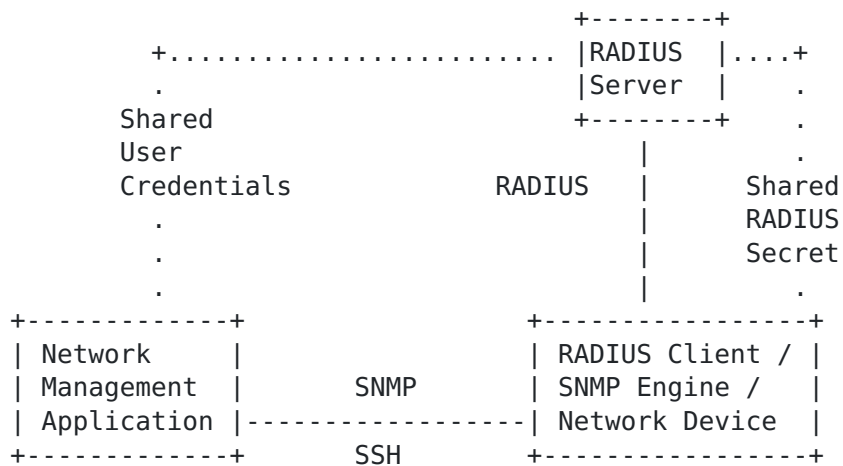 +--------+
+......................... |RADIUS |....+
. |Server | .
Shared +--------+ .
User | .
Credentials RADIUS | Shared
. | RADIUS
. | Secret
. | .
+-------------+ +-----------------+
| Network | | RADIUS Client / |
| Management | SNMP | SNMP Engine / |
| Application |------------------| Network Device |
+-------------+ SSH +-----------------+